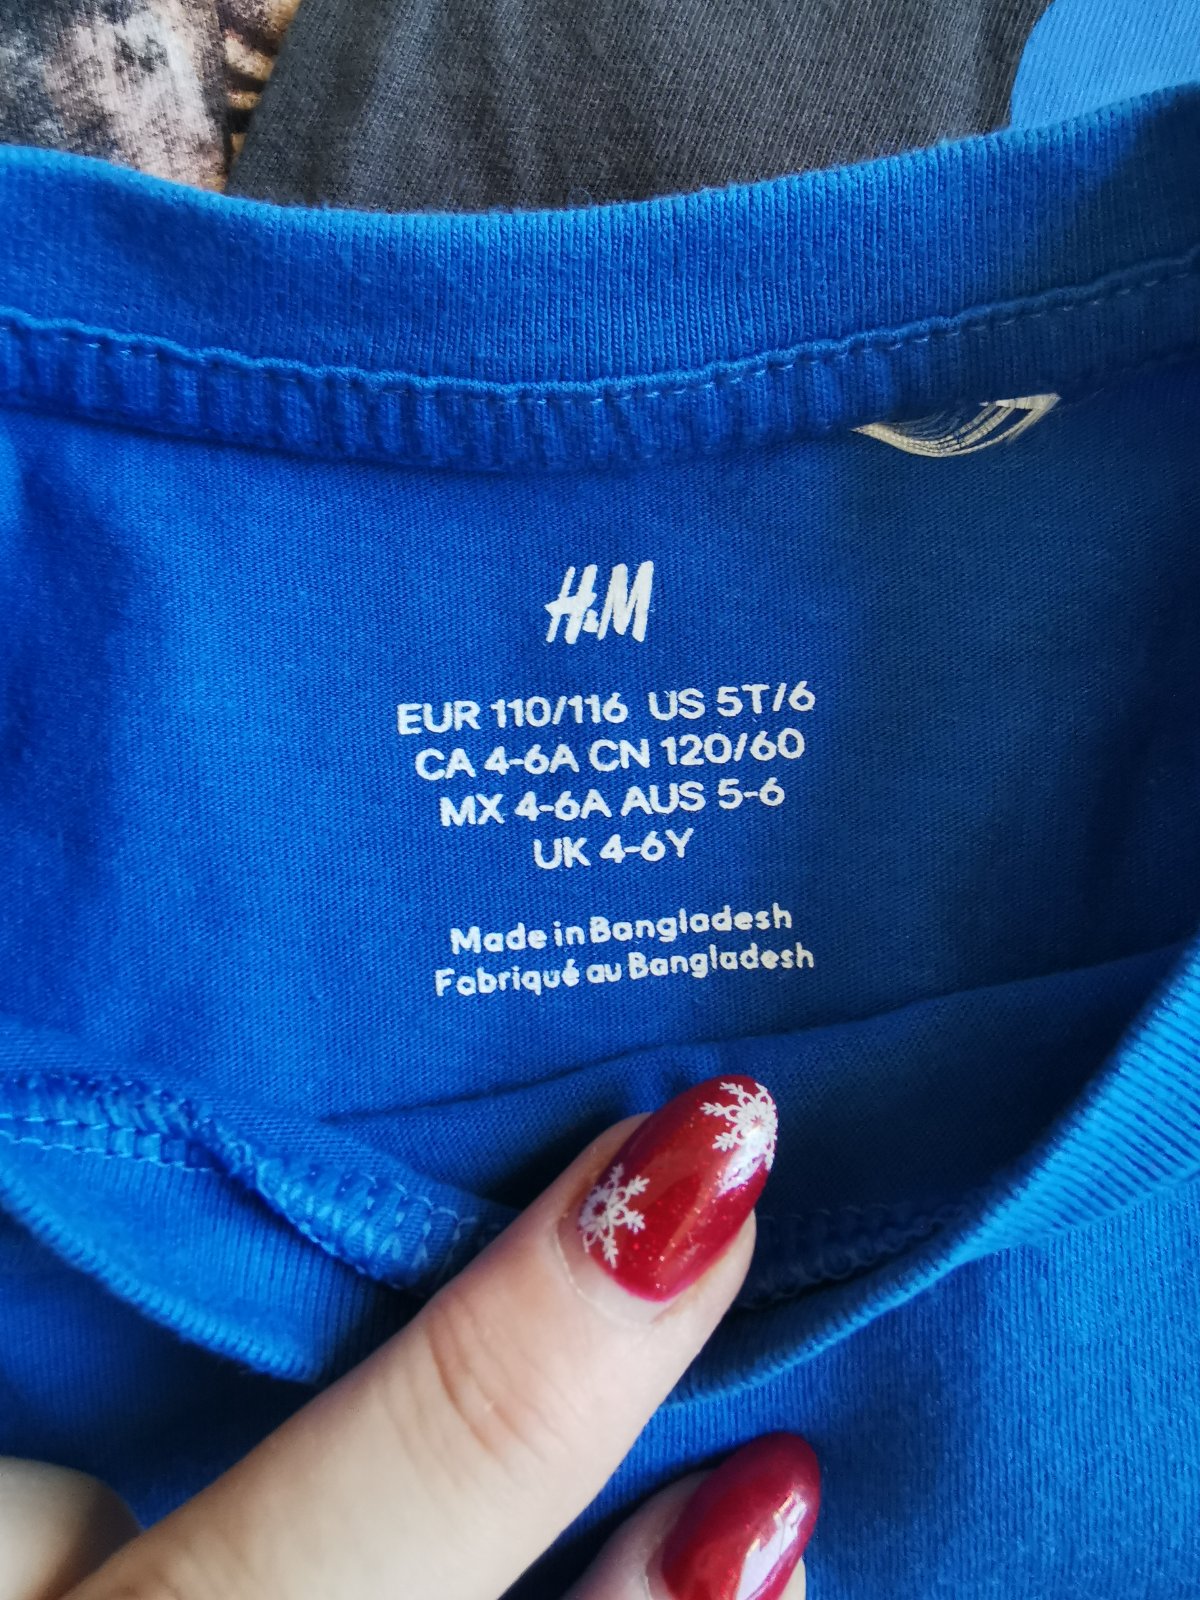 H&M
EUR 110/116 US 5T/6
CA 4-6A CN 120/60
MX 4-6A AUS 5-6
UK 4-6Y
Made in Bangladesh
Fabriqué au Bangladesh